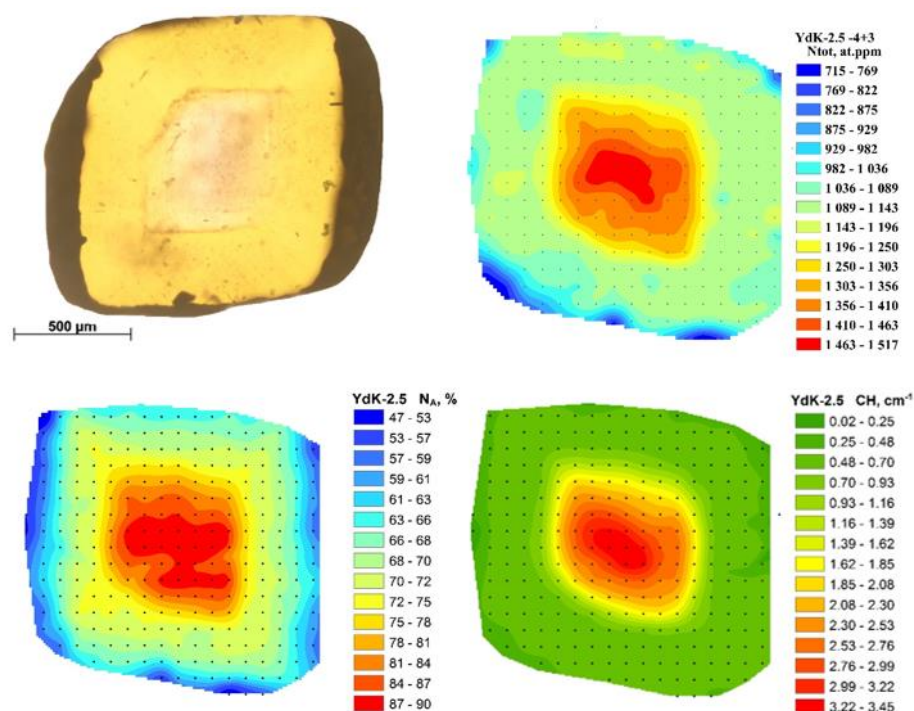 500 µm
YdK-2.5 -4+3
Ntot, at.ppm
715 - 769
769 - 822
822 - 875
875 - 929
929 - 982
982 - 1 036
1 036 - 1 089
1 089 - 1 143
1 143 - 1 196
1 196 - 1 250
1 250 - 1 303
1 303 - 1 356
1 356 - 1 410
1 410 - 1 463
1 463 - 1 517
YdK-2.5 NA, %
47 - 53
53 - 57
57 - 59
59 - 61
61 - 63
63 - 66
66 - 68
68 - 70
70 - 72
72 - 75
75 - 78
78 - 81
81 - 84
84 - 87
87 - 90
YdK-2.5 CH, cm-1
0.02 - 0.25
0.25 - 0.48
0.48 - 0.70
0.70 - 0.93
0.93 - 1.16
1.16 - 1.39
1.39 - 1.62
1.62 - 1.85
1.85 - 2.08
2.08 - 2.30
2.30 - 2.53
2.53 - 2.76
2.76 - 2.99
2.99 - 3.22
3.22 - 3.45